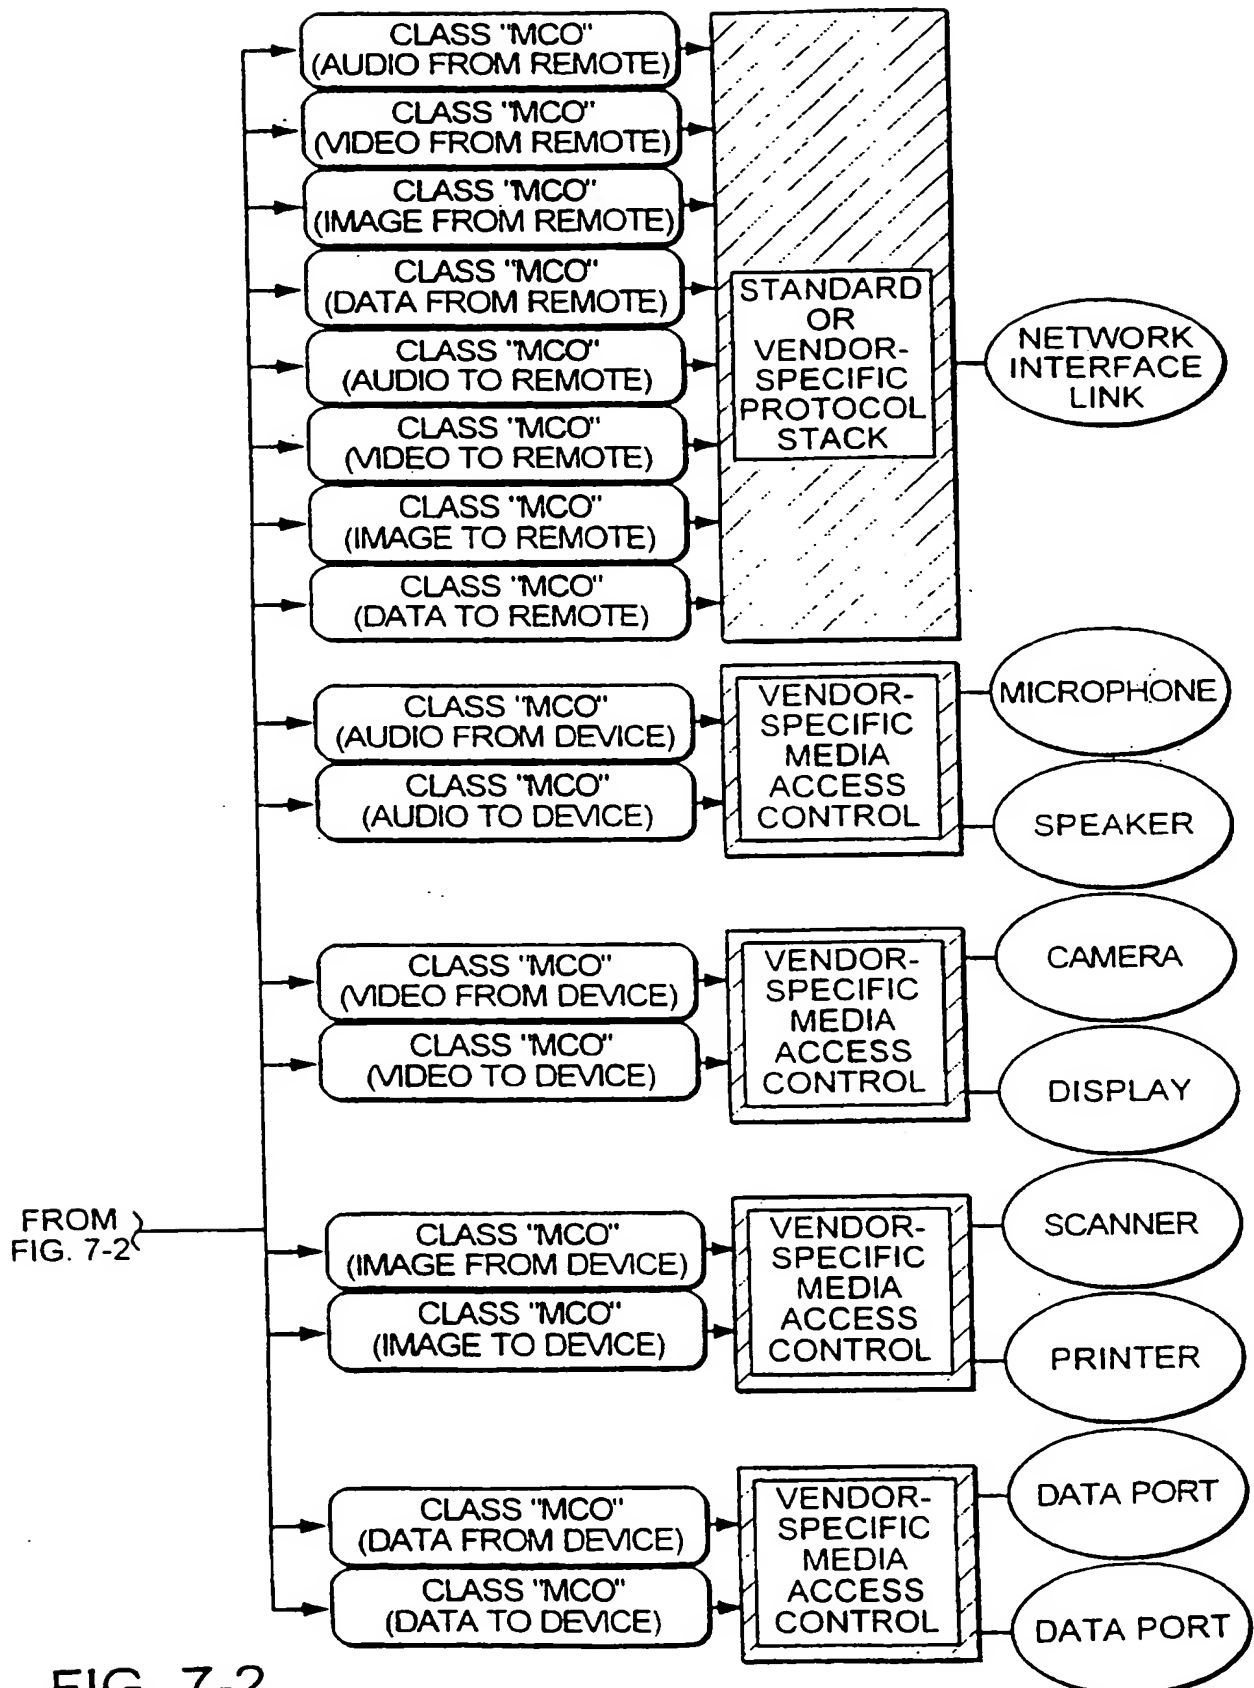 CLASS "MCO"
(AUDIO FROM REMOTE)
CLASS "MCO"
(VIDEO FROM REMOTE)
CLASS "MCO"
(IMAGE FROM REMOTE)
CLASS "MCO"
(DATA FROM REMOTE)
CLASS "MCO"
(AUDIO TO REMOTE)
CLASS "MCO"
(VIDEO TO REMOTE)
CLASS "MCO"
(IMAGE TO REMOTE)
CLASS "MCO"
(DATA TO REMOTE)
STANDARD
OR
VENDOR-
SPECIFIC
PROTOCOL
STACK
NETWORK
INTERFACE
LINK
CLASS "MCO"
(AUDIO FROM DEVICE)
CLASS "MCO"
(AUDIO TO DEVICE)
VENDOR-
SPECIFIC
MEDIA
ACCESS
CONTROL
MICROPHONE
SPEAKER
CLASS "MCO"
(VIDEO FROM DEVICE)
CLASS "MCO"
(VIDEO TO DEVICE)
VENDOR-
SPECIFIC
MEDIA
ACCESS
CONTROL
CAMERA
DISPLAY
FROM
FIG. 7-2
CLASS "MCO"
(IMAGE FROM DEVICE)
CLASS "MCO"
(IMAGE TO DEVICE)
VENDOR-
SPECIFIC
MEDIA
ACCESS
CONTROL
SCANNER
PRINTER
CLASS "MCO"
(DATA FROM DEVICE)
CLASS "MCO"
(DATA TO DEVICE)
VENDOR-
SPECIFIC
MEDIA
ACCESS
CONTROL
DATA PORT
DATA PORT
FIG. 7-2